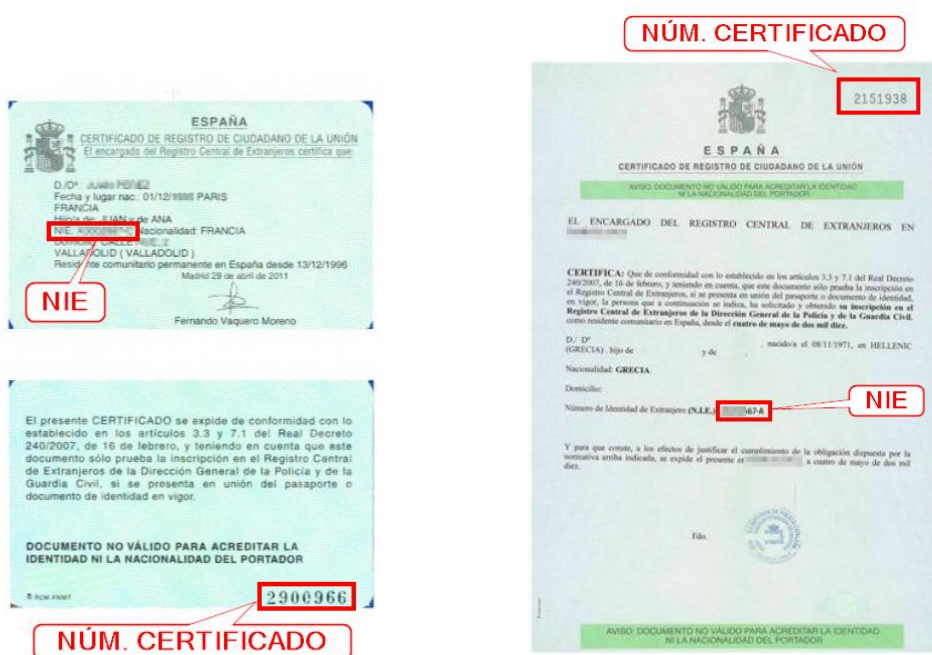 NÚM. CERTIFICADO
2151938
ESPAÑA
CERTIFICADO DE REGISTRO DE CIUDADANO DE LA UNIÓN
El encargado del Registro Central de Extranjeros certifica que:
D./Dª.:
Fecha y lugar nac.: 01/12/ PARIS
FRANCIA
Hijo/a de: JUAN y de ANA
NIE: Nacionalidad: FRANCIA
Domicilio: CALLE
VALLADOLID ( VALLADOLID )
Residente comunitario permanente en España desde 13/12/1996
Madrid 29 de abril de 2011
NIE
Fernando Vaquero Moreno
El presente CERTIFICADO se expide de conformidad con lo
establecido en los artículos 3.3 y 7.1 del Real Decreto
240/2007, de 16 de febrero, y teniendo en cuenta que este
documento sólo prueba la inscripción en el Registro Central
de Extranjeros de la Dirección General de la Policía y de la
Guardia Civil, si se presenta en unión del pasaporte o
documento de identidad en vigor.
DOCUMENTO NO VÁLIDO PARA ACREDITAR LA
IDENTIDAD NI LA NACIONALIDAD DEL PORTADOR
2900966
NÚM. CERTIFICADO
ESPAÑA
CERTIFICADO DE REGISTRO DE CIUDADANO DE LA UNIÓN
AVISO: DOCUMENTO NO VÁLIDO PARA ACREDITAR LA IDENTIDAD
NI LA NACIONALIDAD DEL PORTADOR
EL ENCARGADO DEL REGISTRO CENTRAL DE EXTRANJEROS EN
CERTIFICA: Que de conformidad con lo establecido en los artículos 3.3 y 7.1 del Real Decreto
240/2007, de 16 de febrero, y teniendo en cuenta, que este documento sólo prueba la inscripción en
el Registro Central de Extranjeros, si se presenta en unión del pasaporte o documento de identidad,
en vigor, la persona que a continuación se indica, ha solicitado y obtenido su inscripción en el
Registro Central de Extranjeros de la Dirección General de la Policía y de la Guardia Civil,
como residente comunitario en España, desde el cuatro de mayo de dos mil diez.
D./ Dª , nacido/a el 08/11/1971, en HELLENIC
(GRECIA) . hijo de y de ,
Nacionalidad: GRECIA.
Domicilio:
Número de Identidad de Extranjero (N.I.E.) 67-A
NIE
Y para que conste, a los efectos de justificar el cumplimiento de la obligación dispuesta por la
normativa arriba indicada, se expide el presente en a cuatro de mayo de dos mil
diez.
Fdo.
AVISO: DOCUMENTO NO VÁLIDO PARA ACREDITAR LA IDENTIDAD
NI LA NACIONALIDAD DEL PORTADOR